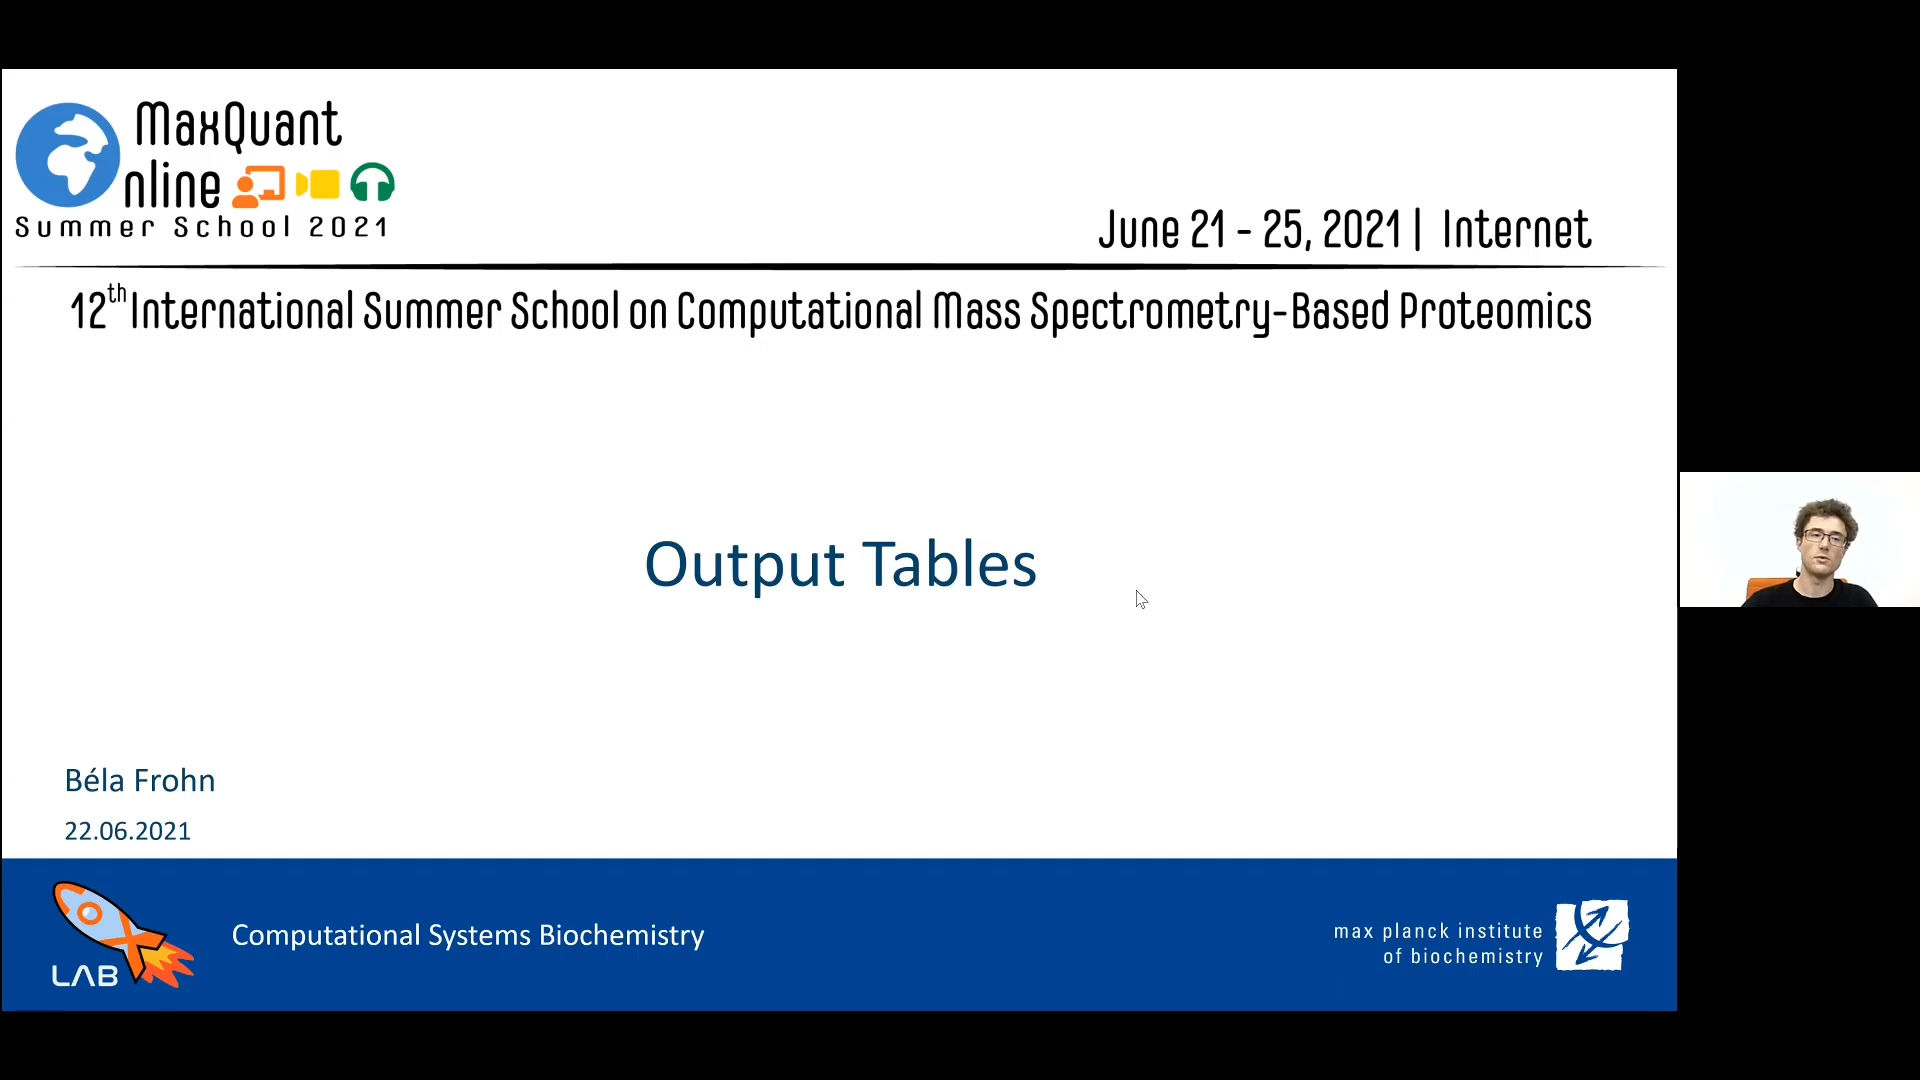 MaxQuant
nline
Summer School 2021
June 21 - 25, 2021 | Internet
12th International Summer School on Computational Mass Spectrometry-Based Proteomics
Output Tables
Béla Frohn
22.06.2021
LAB
Computational Systems Biochemistry
max planck institute
of biochemistry